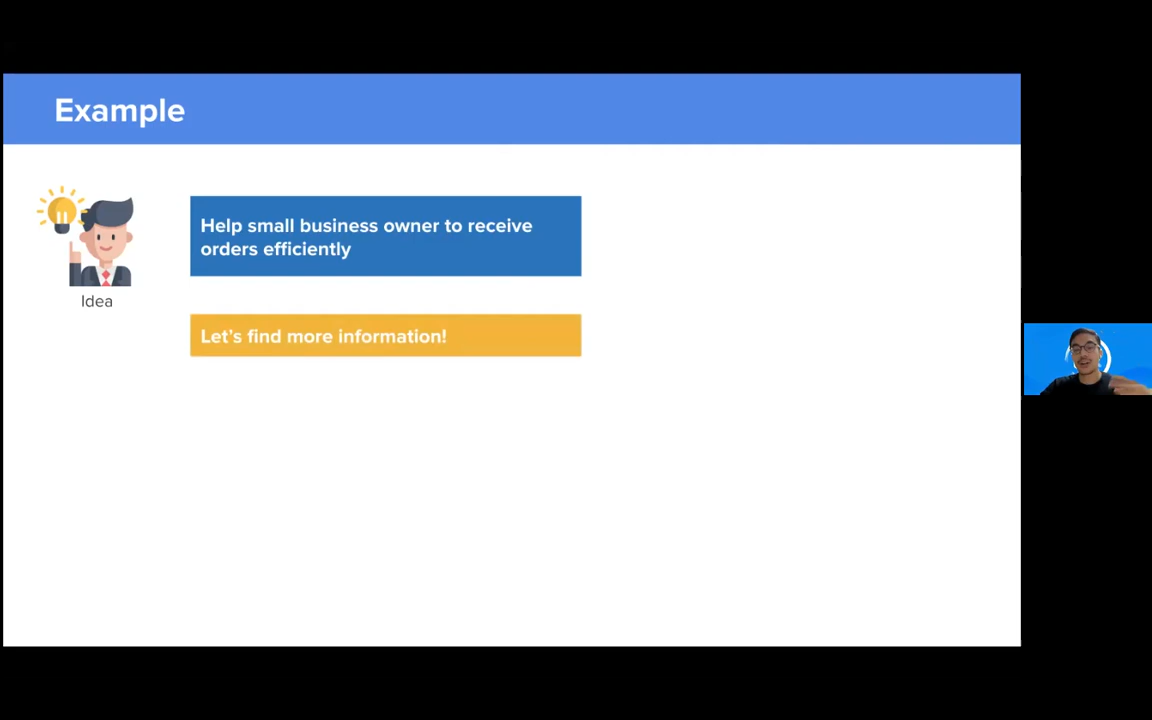 Example
Help small business owner to receive
orders efficiently
Idea
Let's find more information!